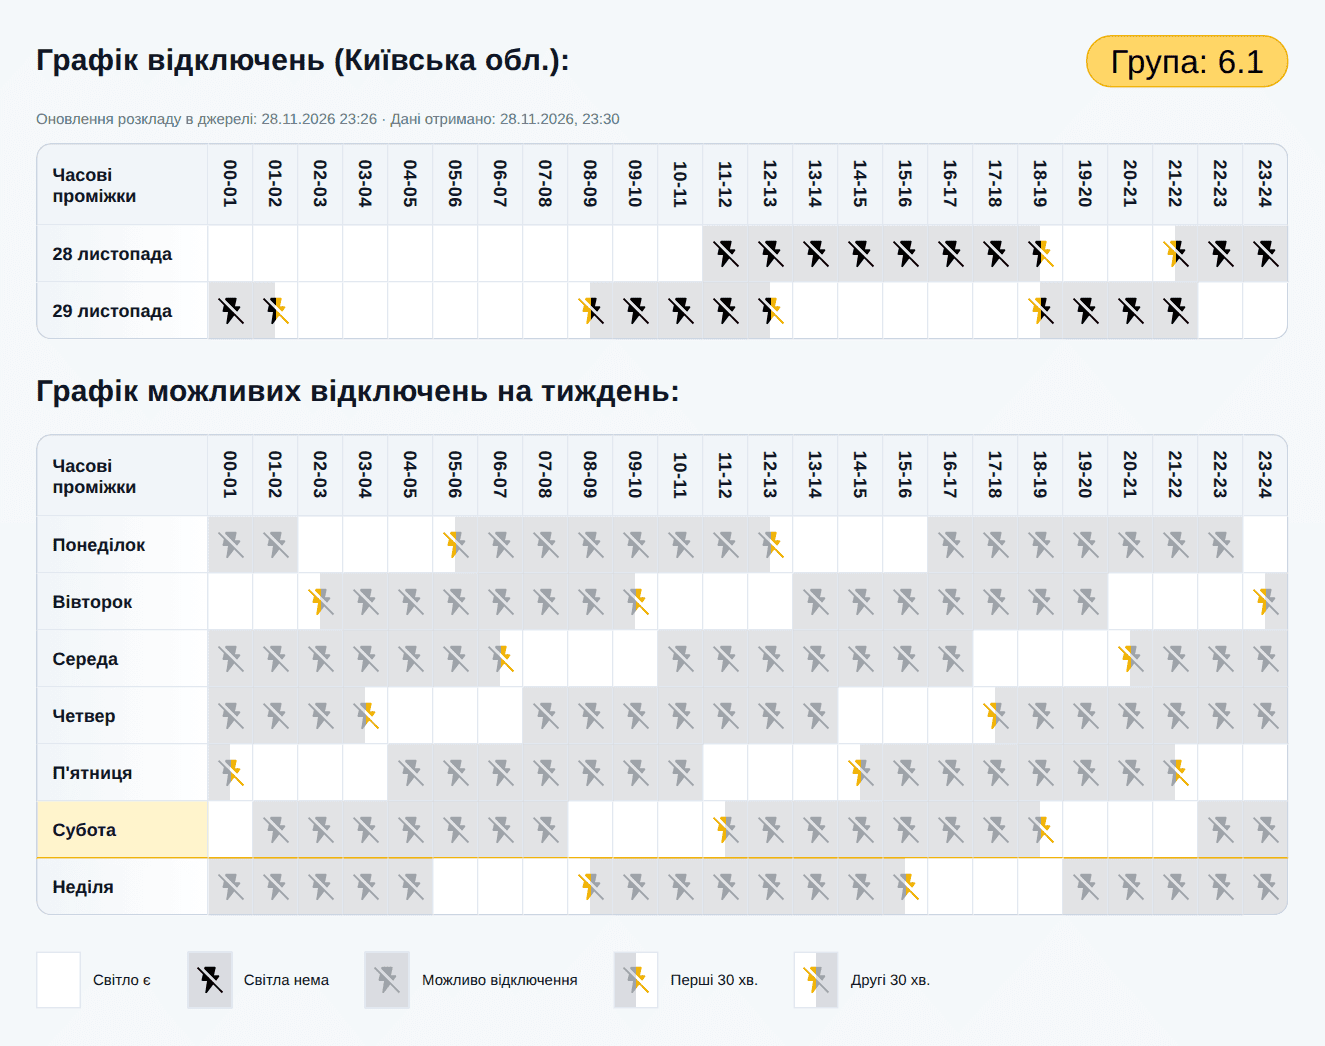 Графік відключень (Київська обл.):
Група: 6.1
Оновлення розкладу в джерелі: 28.11.2026 23:26 · Дані отримано: 28.11.2026, 23:30
Часові проміжки 00-01 01-02 02-03 03-04 04-05 05-06 06-07 07-08 08-09 09-10 10-11 11-12 12-13 13-14 14-15 15-16 16-17 17-18 18-19 19-20 20-21 21-22 22-23 23-24
28 листопада
29 листопада
Графік можливих відключень на тиждень:
Часові проміжки 00-01 01-02 02-03 03-04 04-05 05-06 06-07 07-08 08-09 09-10 10-11 11-12 12-13 13-14 14-15 15-16 16-17 17-18 18-19 19-20 20-21 21-22 22-23 23-24
Понеділок
Вівторок
Середа
Четвер
П'ятниця
Субота
Неділя
Світло є Світла нема Можливо відключення Перші 30 хв. Другі 30 хв.